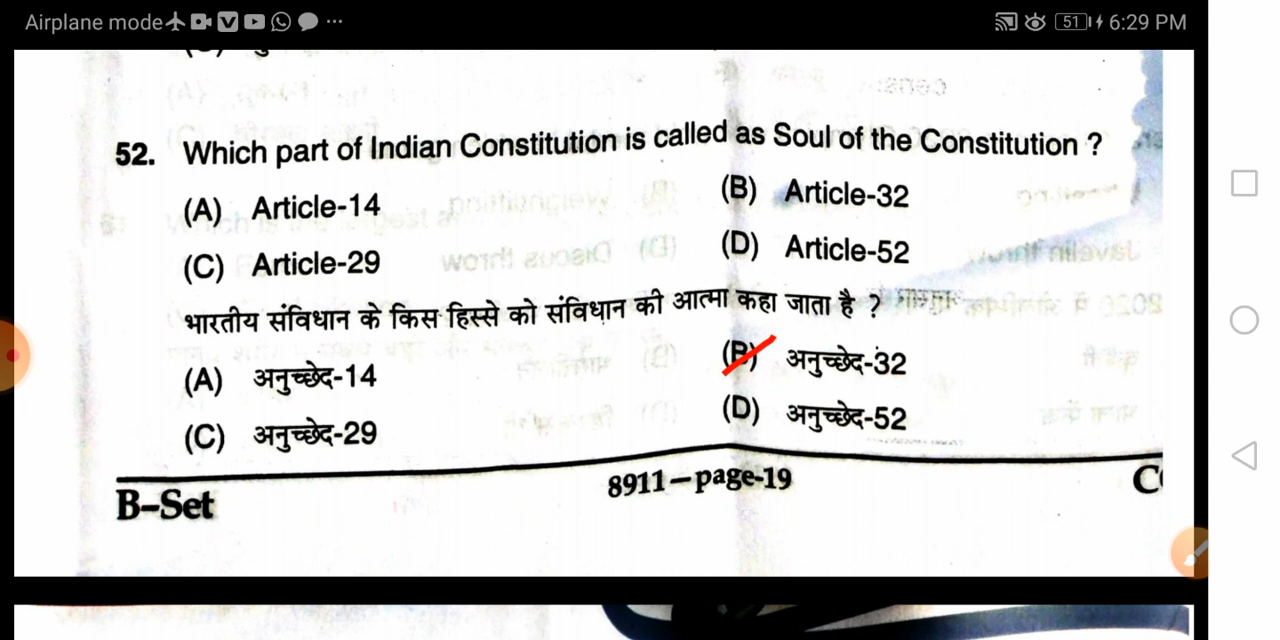 Airplane mode ... 51 6:29 PM
52. Which part of Indian Constitution is called as Soul of the Constitution ?
(A) Article-14 (B) Article-32
(C) Article-29 (D) Article-52
भारतीय संविधान के किस हिस्से को संविधान की आत्मा कहा जाता है ?
(A) अनुच्छेद-14 (B) अनुच्छेद-32
(C) अनुच्छेद-29 (D) अनुच्छेद-52
B–Set 8911–page-19 C